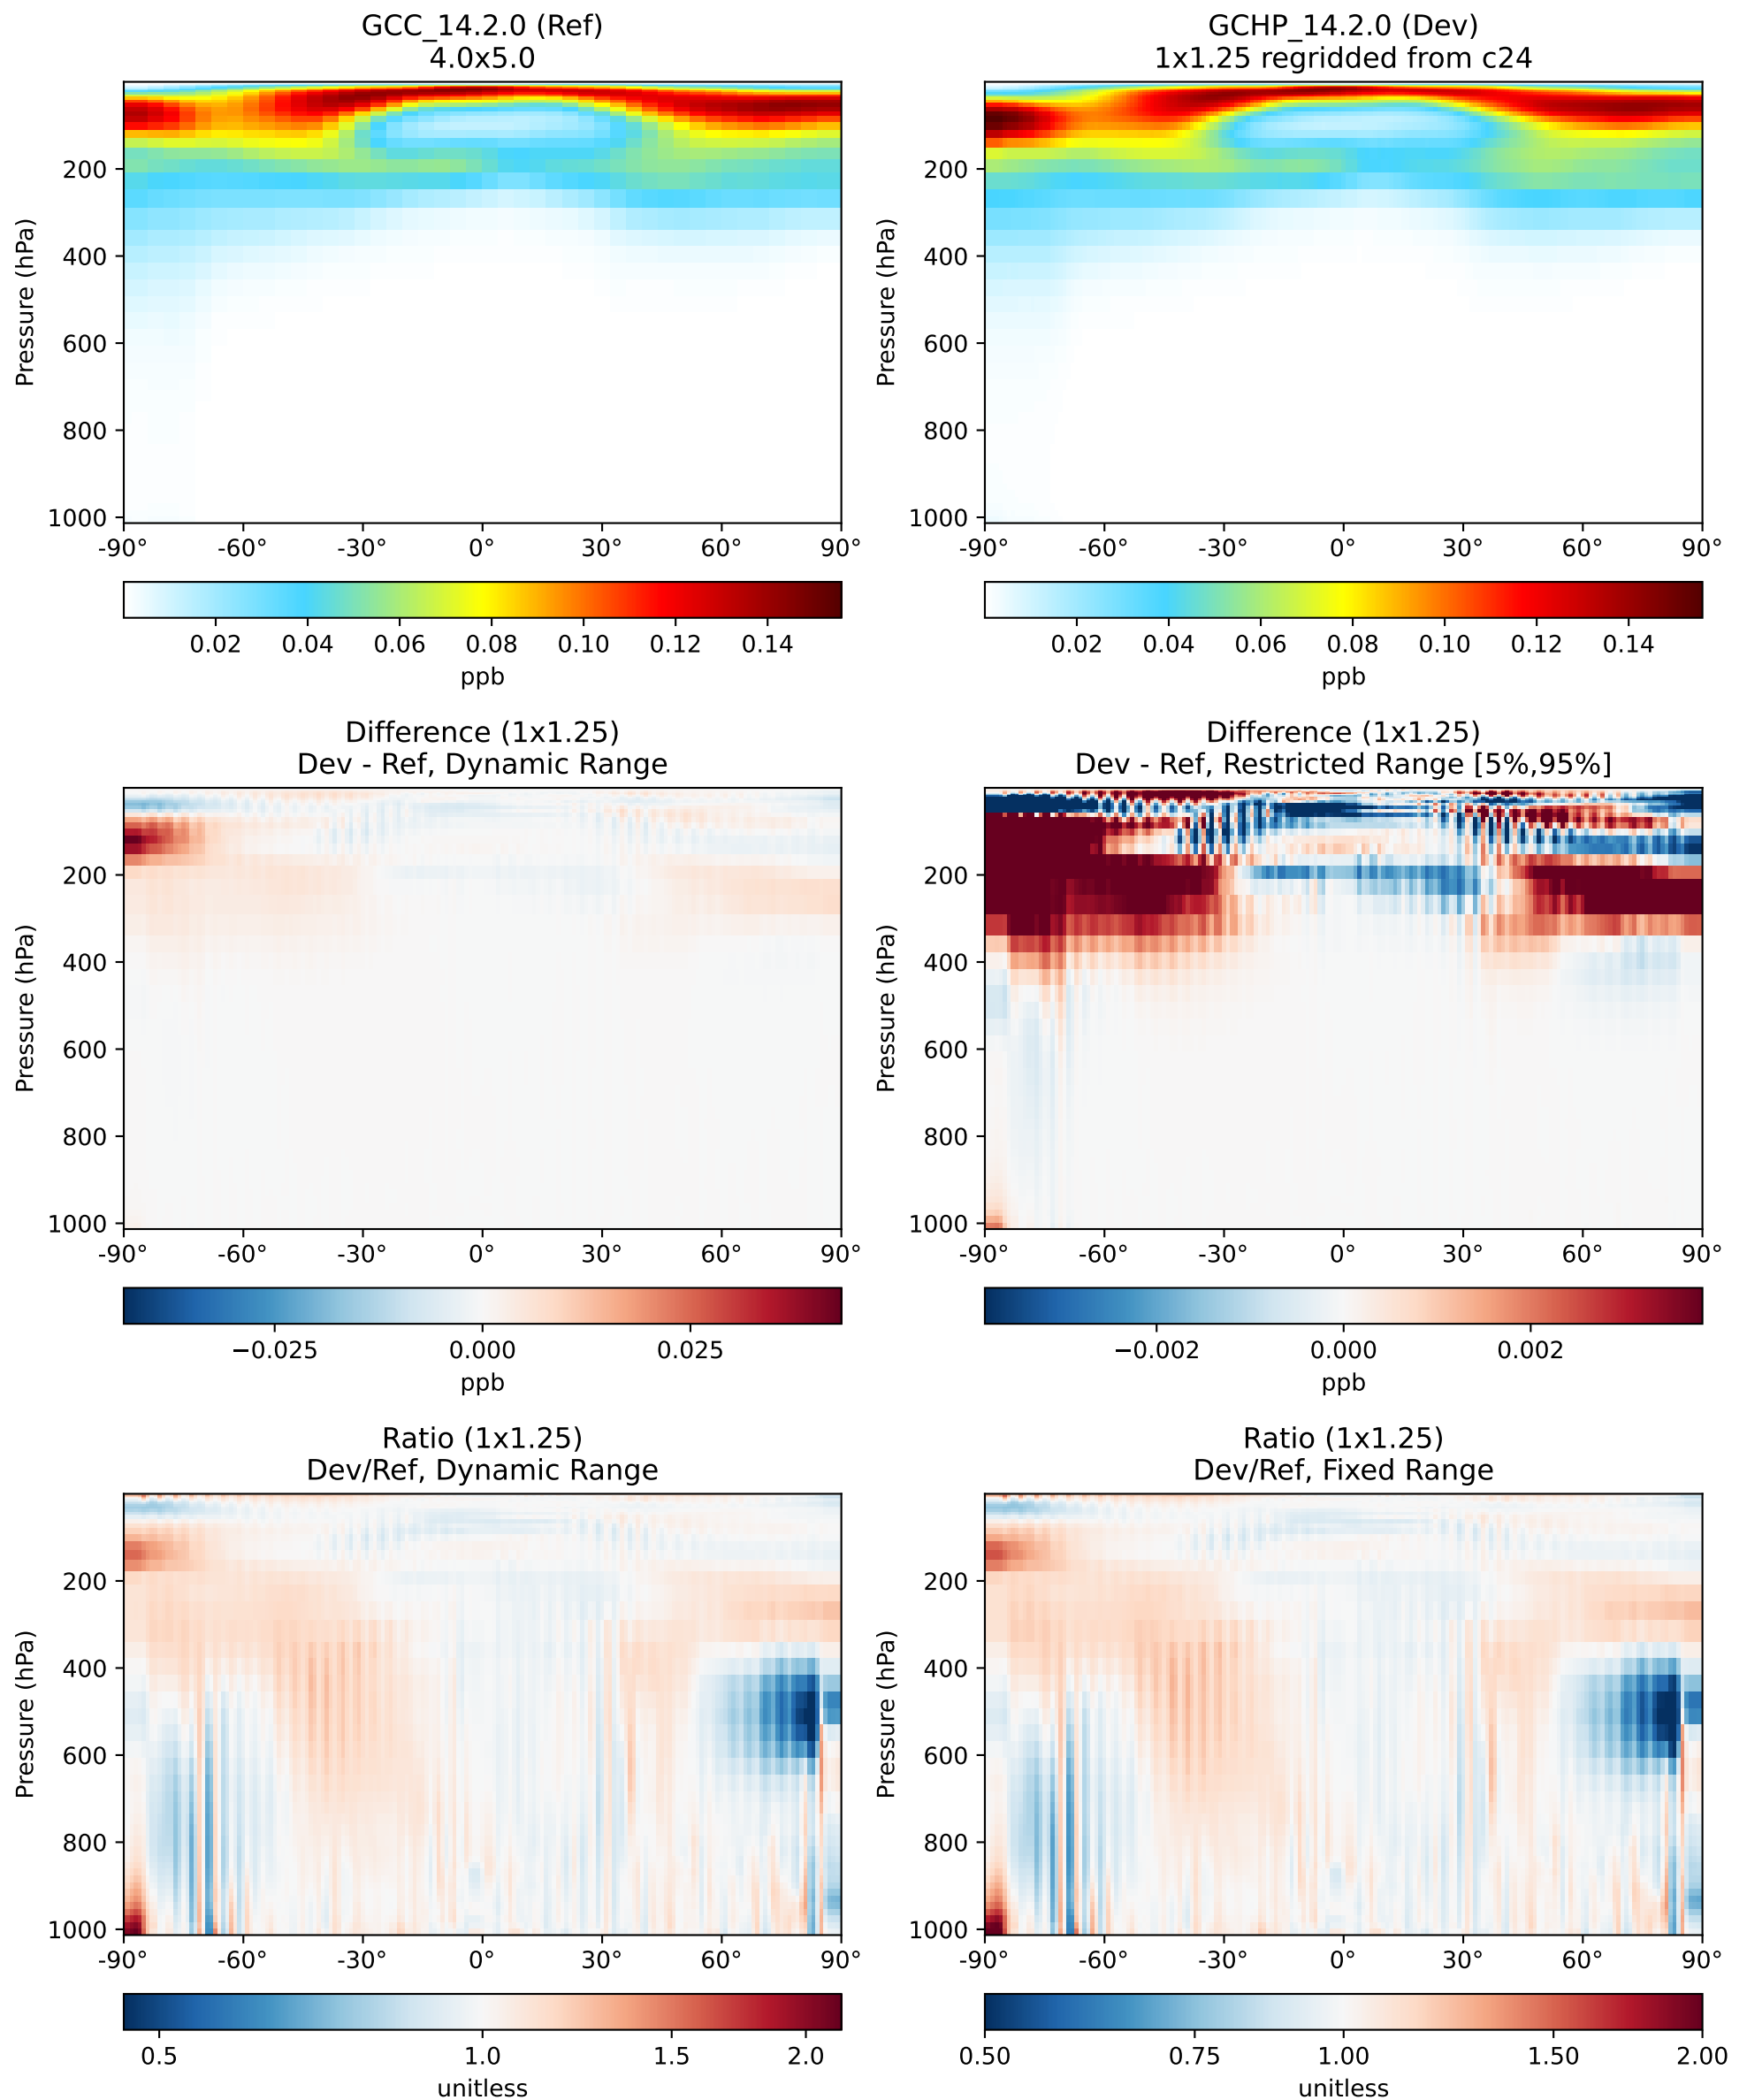 GCC_14.2.0 (Ref)
4.0x5.0
GCHP_14.2.0 (Dev)
1x1.25 regridded from c24
Pressure (hPa)
200
400
600
800
1000
-90° -60° -30° 0° 30° 60° 90°
0.02 0.04 0.06 0.08 0.10 0.12 0.14
ppb
Pressure (hPa)
200
400
600
800
1000
-90° -60° -30° 0° 30° 60° 90°
0.02 0.04 0.06 0.08 0.10 0.12 0.14
ppb
Difference (1x1.25)
Dev - Ref, Dynamic Range
Pressure (hPa)
200
400
600
800
1000
-90° -60° -30° 0° 30° 60° 90°
−0.025 0.000 0.025
ppb
Difference (1x1.25)
Dev - Ref, Restricted Range [5%,95%]
Pressure (hPa)
200
400
600
800
1000
-90° -60° -30° 0° 30° 60° 90°
−0.002 0.000 0.002
ppb
Ratio (1x1.25)
Dev/Ref, Dynamic Range
Pressure (hPa)
200
400
600
800
1000
-90° -60° -30° 0° 30° 60° 90°
0.5 1.0 1.5 2.0
unitless
Ratio (1x1.25)
Dev/Ref, Fixed Range
Pressure (hPa)
200
400
600
800
1000
-90° -60° -30° 0° 30° 60° 90°
0.50 0.75 1.00 1.50 2.00
unitless